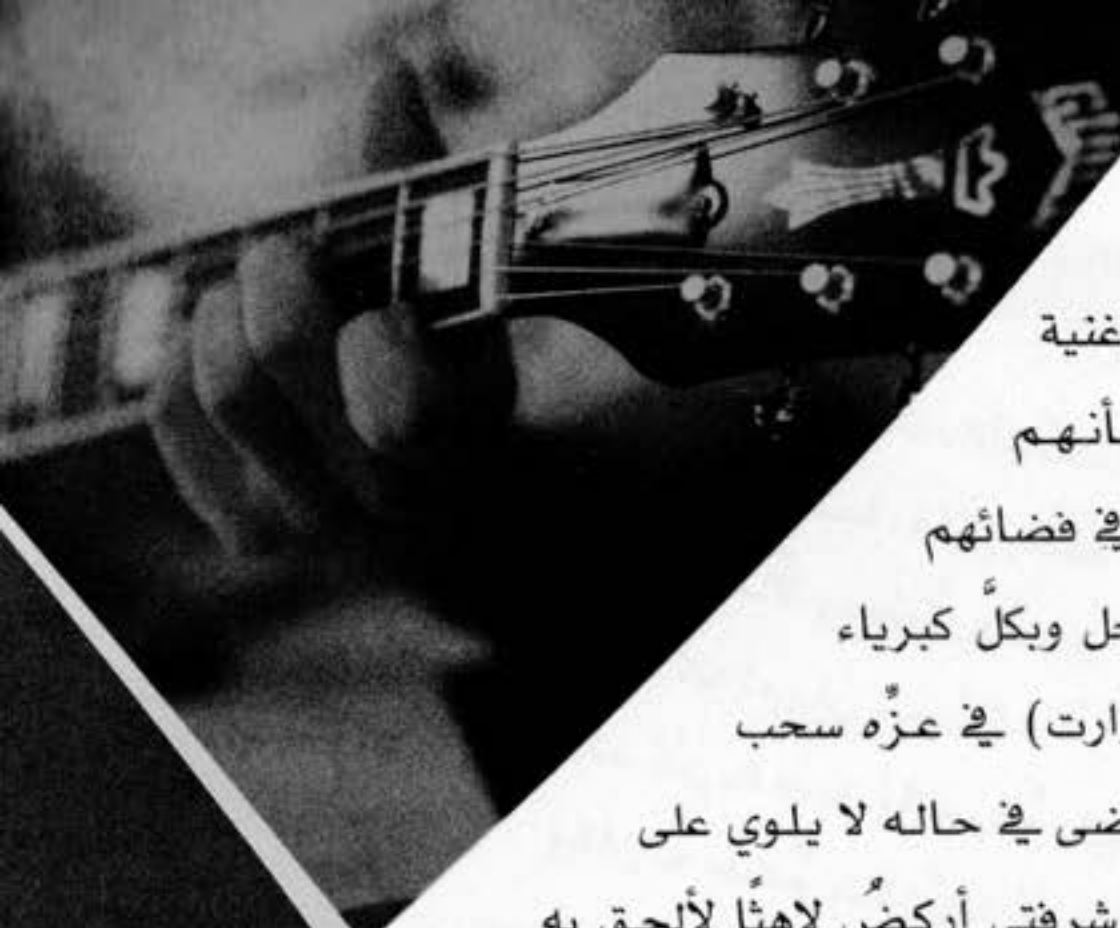 غنية
أنهم
في فضائهم
وبكلَّ كبرياء
ارت) في عزِّه سحب
ضى في حاله لا يلوي على
شرفتي أركضُ لاهثًا لألحق به